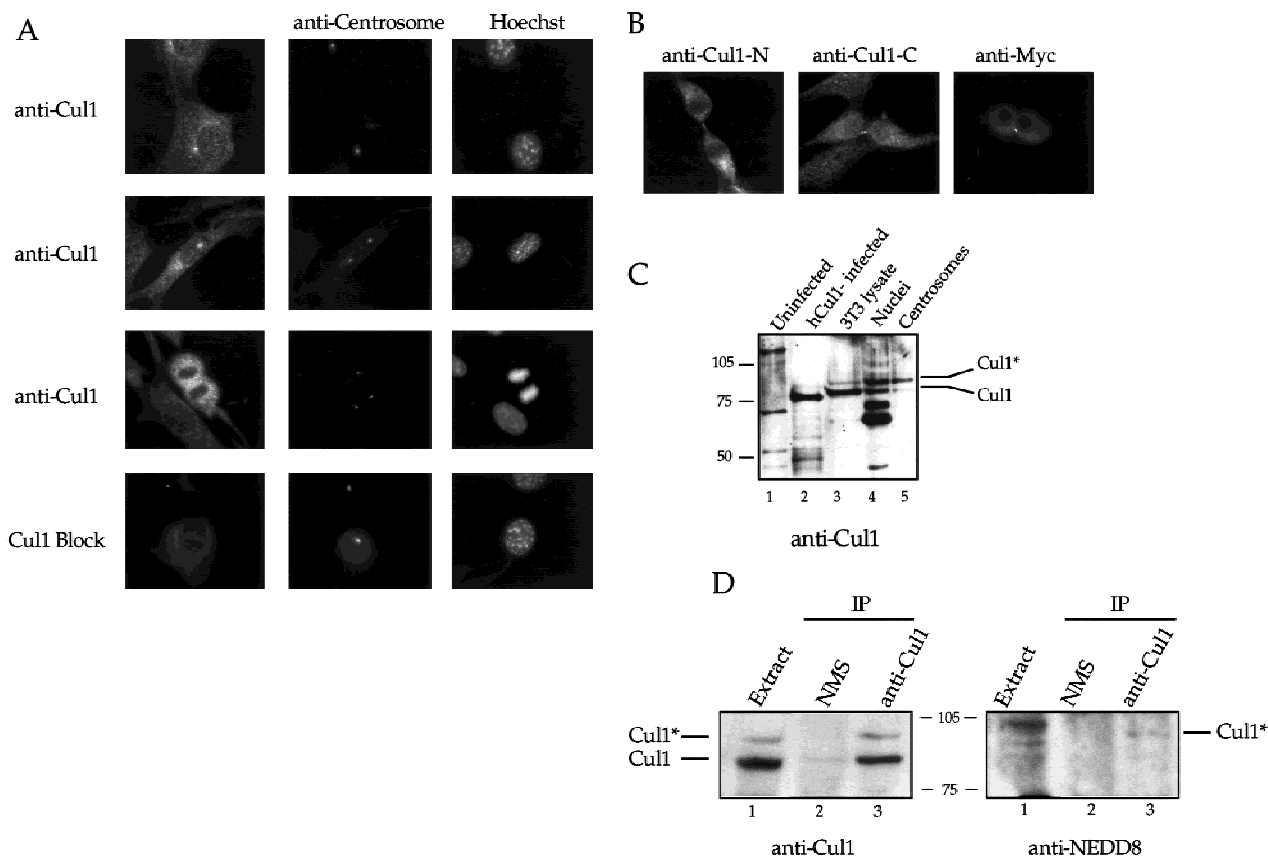 A
anti-Centrosome
Hoechst
anti-Cul1
anti-Cul1
anti-Cul1
Cul1 Block
B
anti-Cul1-N
anti-Cul1-C
anti-Myc
C
Uninfected
hCul1- infected
3T3 lysate
Nuclei
Centrosomes
105
75
50
Cul1*
Cul1
1 2 3 4 5
anti-Cul1
D
IP
IP
Extract
NMS
anti-Cul1
Extract
NMS
anti-Cul1
Cul1*
Cul1
105
75
Cul1*
1 2 3
1 2 3
anti-Cul1
anti-NEDD8